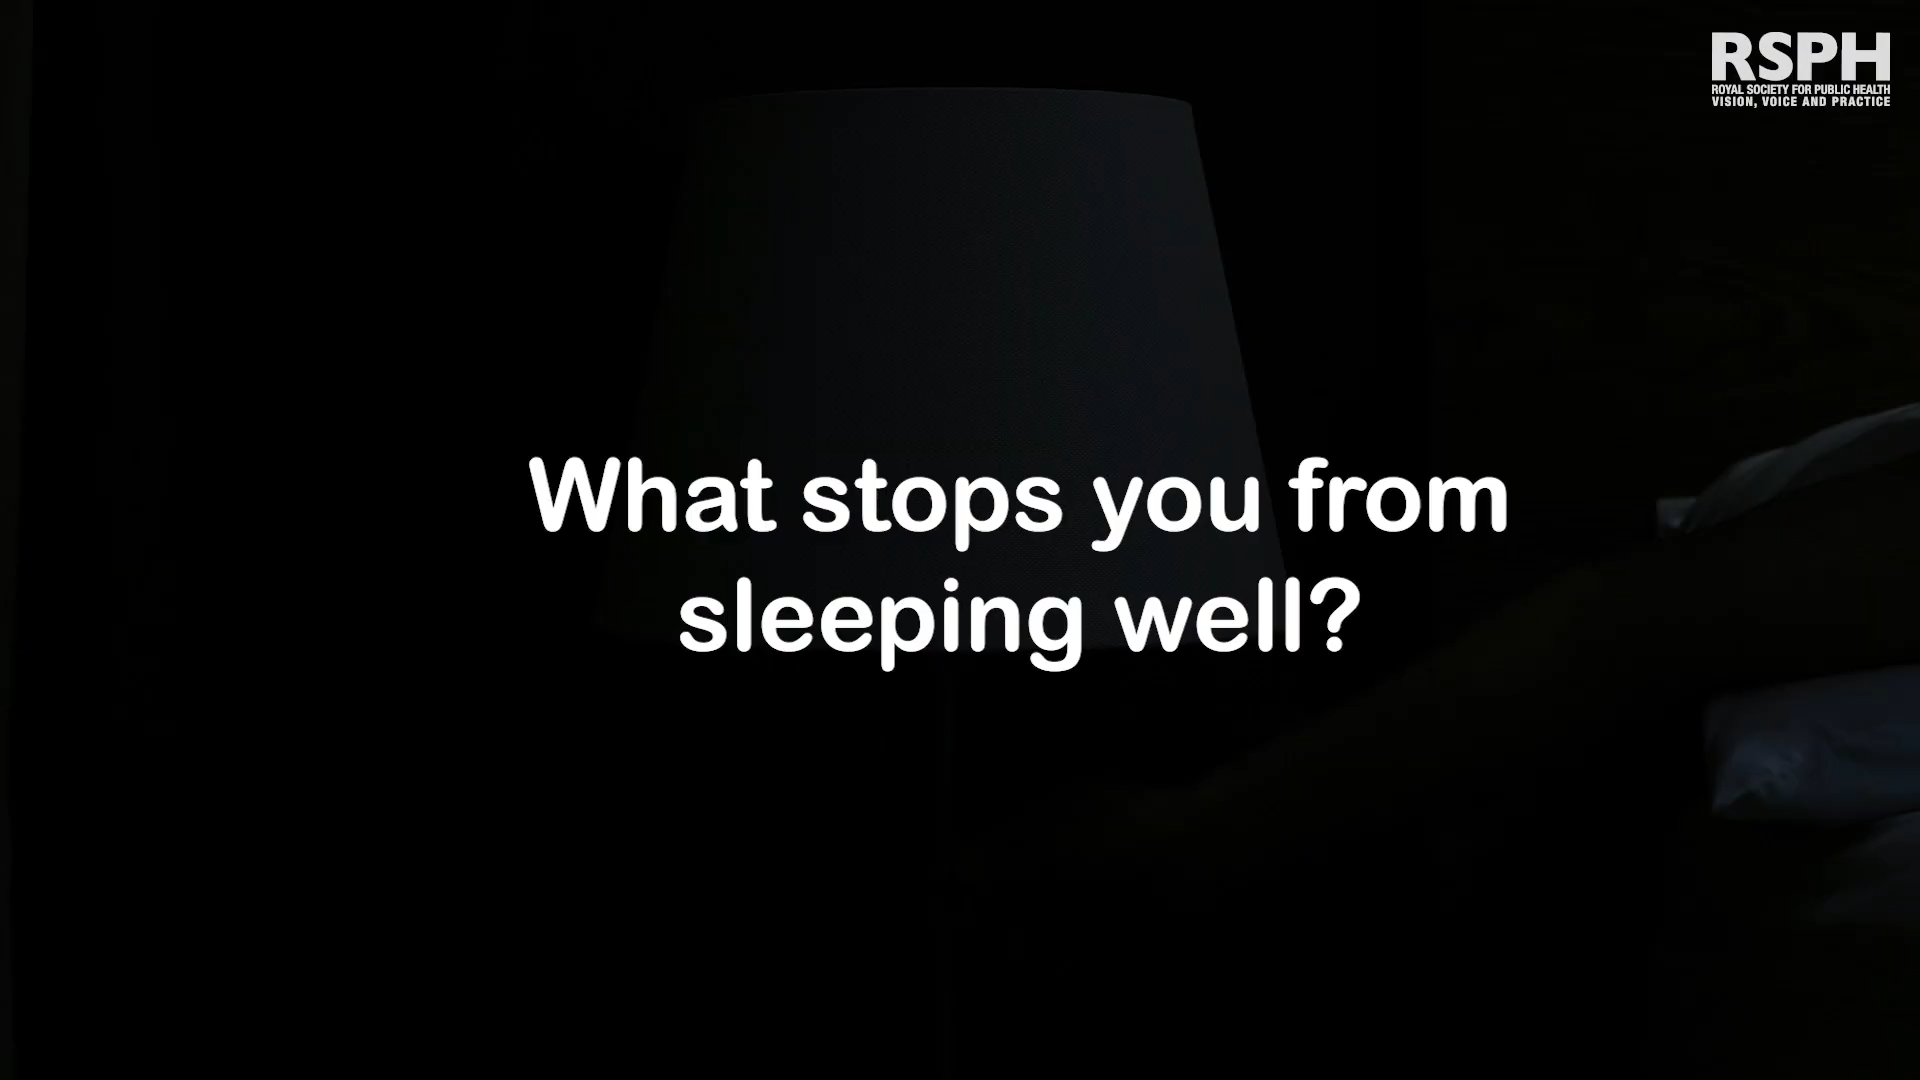 RSPH
ROYAL SOCIETY FOR PUBLIC HEALTH
VISION, VOICE AND PRACTICE
What stops you from
sleeping well?